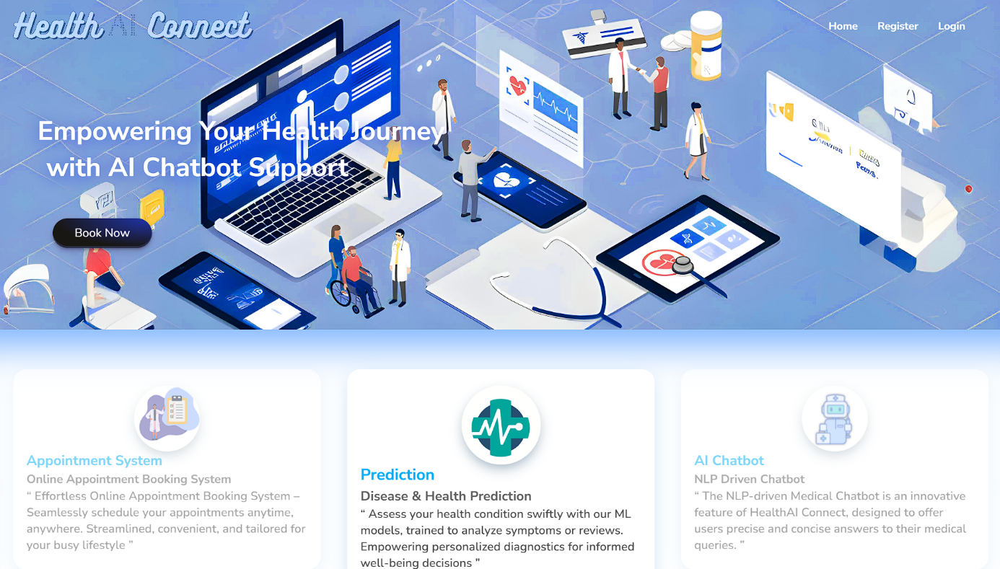 Health AI Connect
Home Register Login
Empowering Your Health Journey
with AI Chatbot Support
Book Now
Appointment System
Online Appointment Booking System
“ Effortless Online Appointment Booking System –
Seamlessly schedule your appointments anytime,
anywhere. Streamlined, convenient, and tailored for
your busy lifestyle ”
Prediction
Disease & Health Prediction
“ Assess your health condition swiftly with our ML
models, trained to analyze symptoms or reviews.
Empowering personalized diagnostics for informed
well-being decisions ”
AI Chatbot
NLP Driven Chatbot
“ The NLP-driven Medical Chatbot is an innovative
feature of HealthAI Connect, designed to offer
users precise and concise answers to their medical
queries. ”